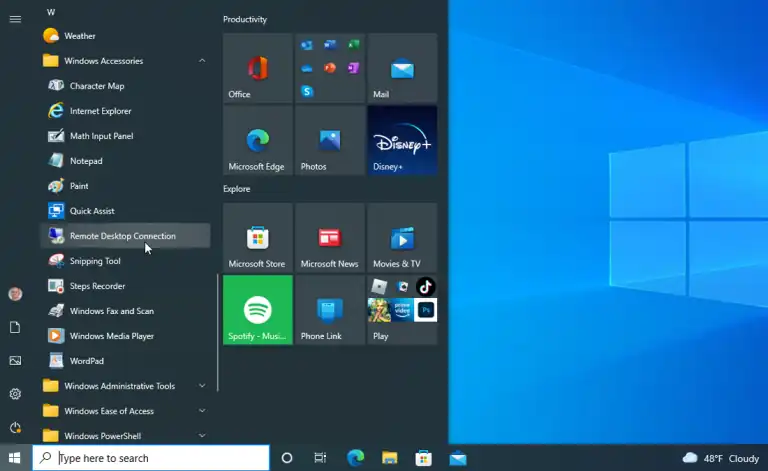 W
Weather
Windows Accessories
Character Map
Internet Explorer
Math Input Panel
Notepad
Paint
Quick Assist
Remote Desktop Connection
Snipping Tool
Steps Recorder
Windows Fax and Scan
Windows Media Player
WordPad
Windows Administrative Tools
Windows Ease of Access
Windows PowerShell
Productivity
Office
Mail
Microsoft Edge
Photos
Disney+
Disney+
Explore
Microsoft Store
Microsoft News
Movies & TV
Spotify - Musi...
Phone Link
prime video
Ps
Play
Type here to search
48°F Cloudy